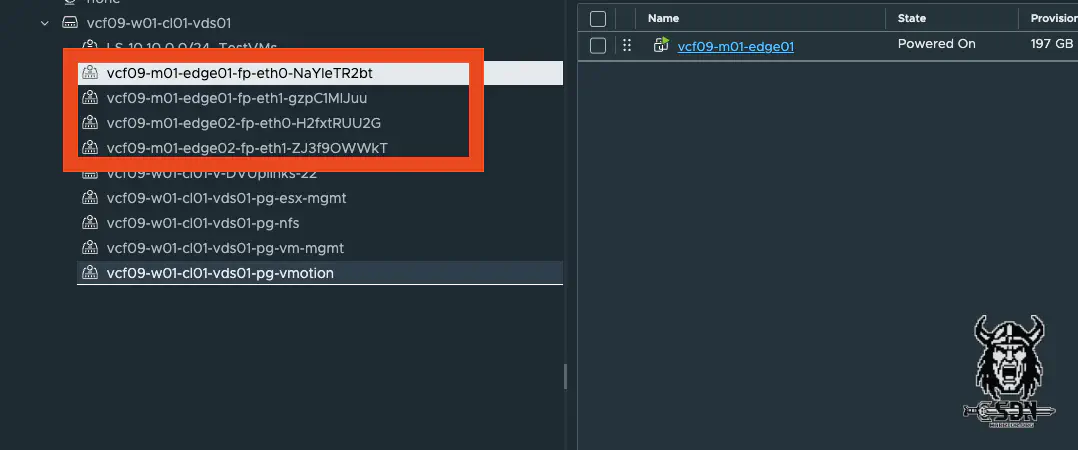 none
vcf09-w01-cl01-vds01
LS-10.10.0.0/24_TestVMs
vcf09-m01-edge01-fp-eth0-NaYleTR2bt
vcf09-m01-edge01-fp-eth1-gzpC1MlJuu
vcf09-m01-edge02-fp-eth0-H2fxtRUU2G
vcf09-m01-edge02-fp-eth1-ZJ3f9OWWkT
vcf09-w01-cl01-v-DVUplinks-22
vcf09-w01-cl01-vds01-pg-esx-mgmt
vcf09-w01-cl01-vds01-pg-nfs
vcf09-w01-cl01-vds01-pg-vm-mgmt
vcf09-w01-cl01-vds01-pg-vmotion
Name State Provision
vcf09-m01-edge01 Powered On 197 GB
SDN